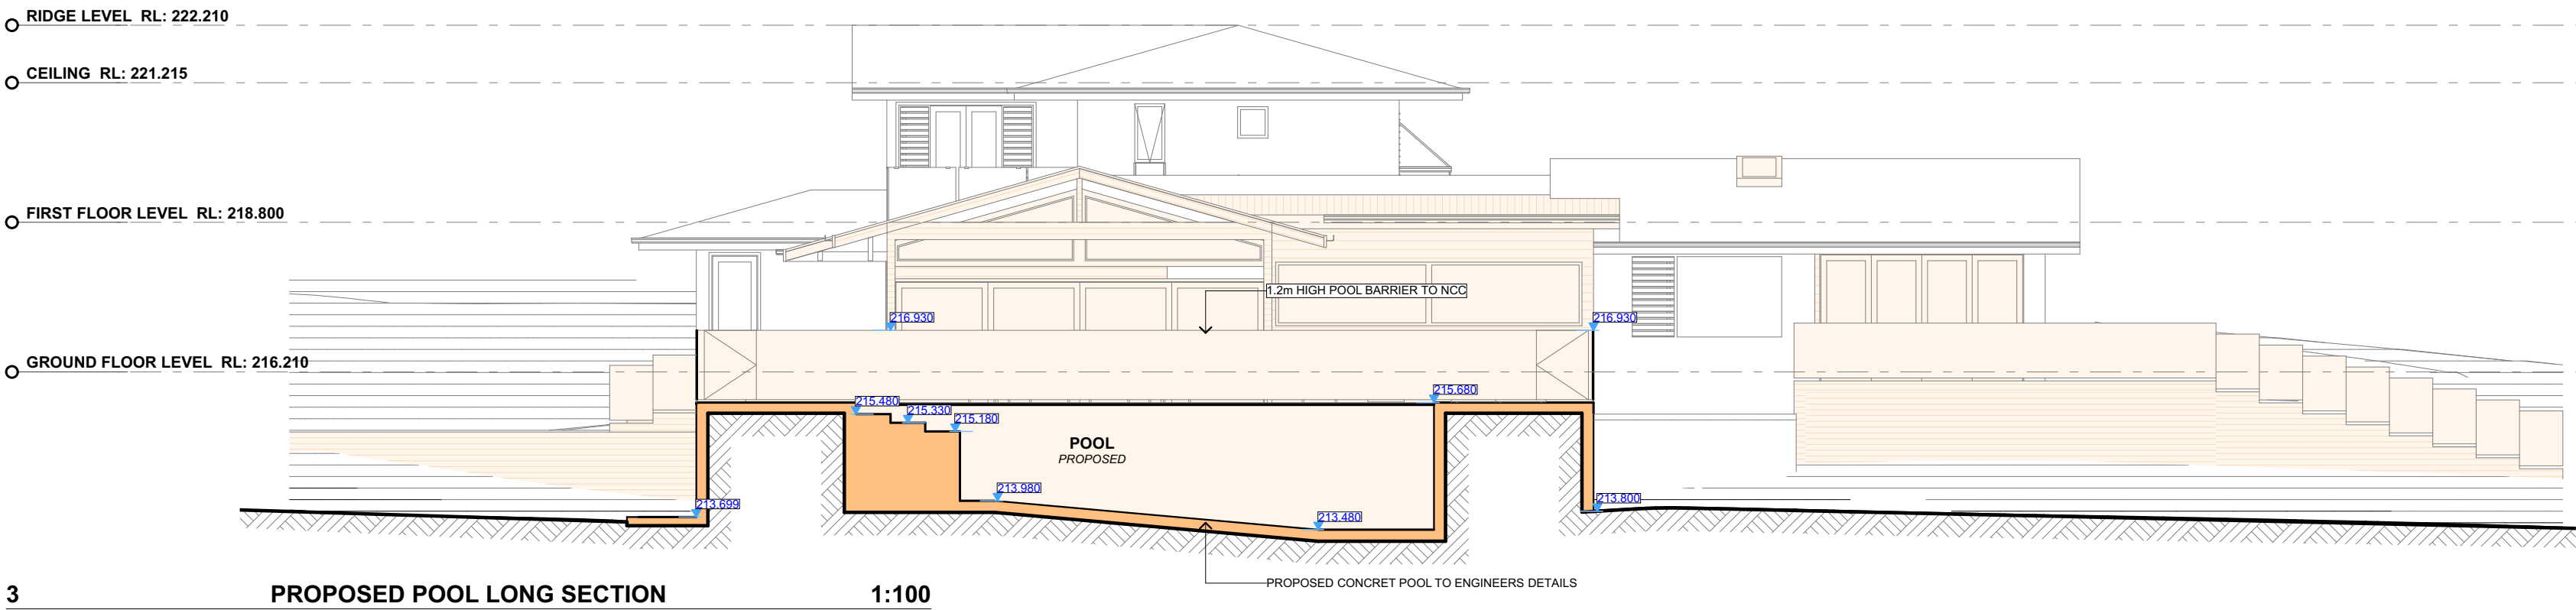 RIDGE LEVEL RL: 222.210
CEILING RL: 221.215
FIRST FLOOR LEVEL RL: 218.800
1.2m HIGH POOL BARRIER TO NCC
216.930
216.930
GROUND FLOOR LEVEL RL: 216.210
215.480
215.330
215.180
215.680
POOL
PROPOSED
213.980
213.699
213.480
213.800
PROPOSED CONCRET POOL TO ENGINEERS DETAILS
3 PROPOSED POOL LONG SECTION 1:100